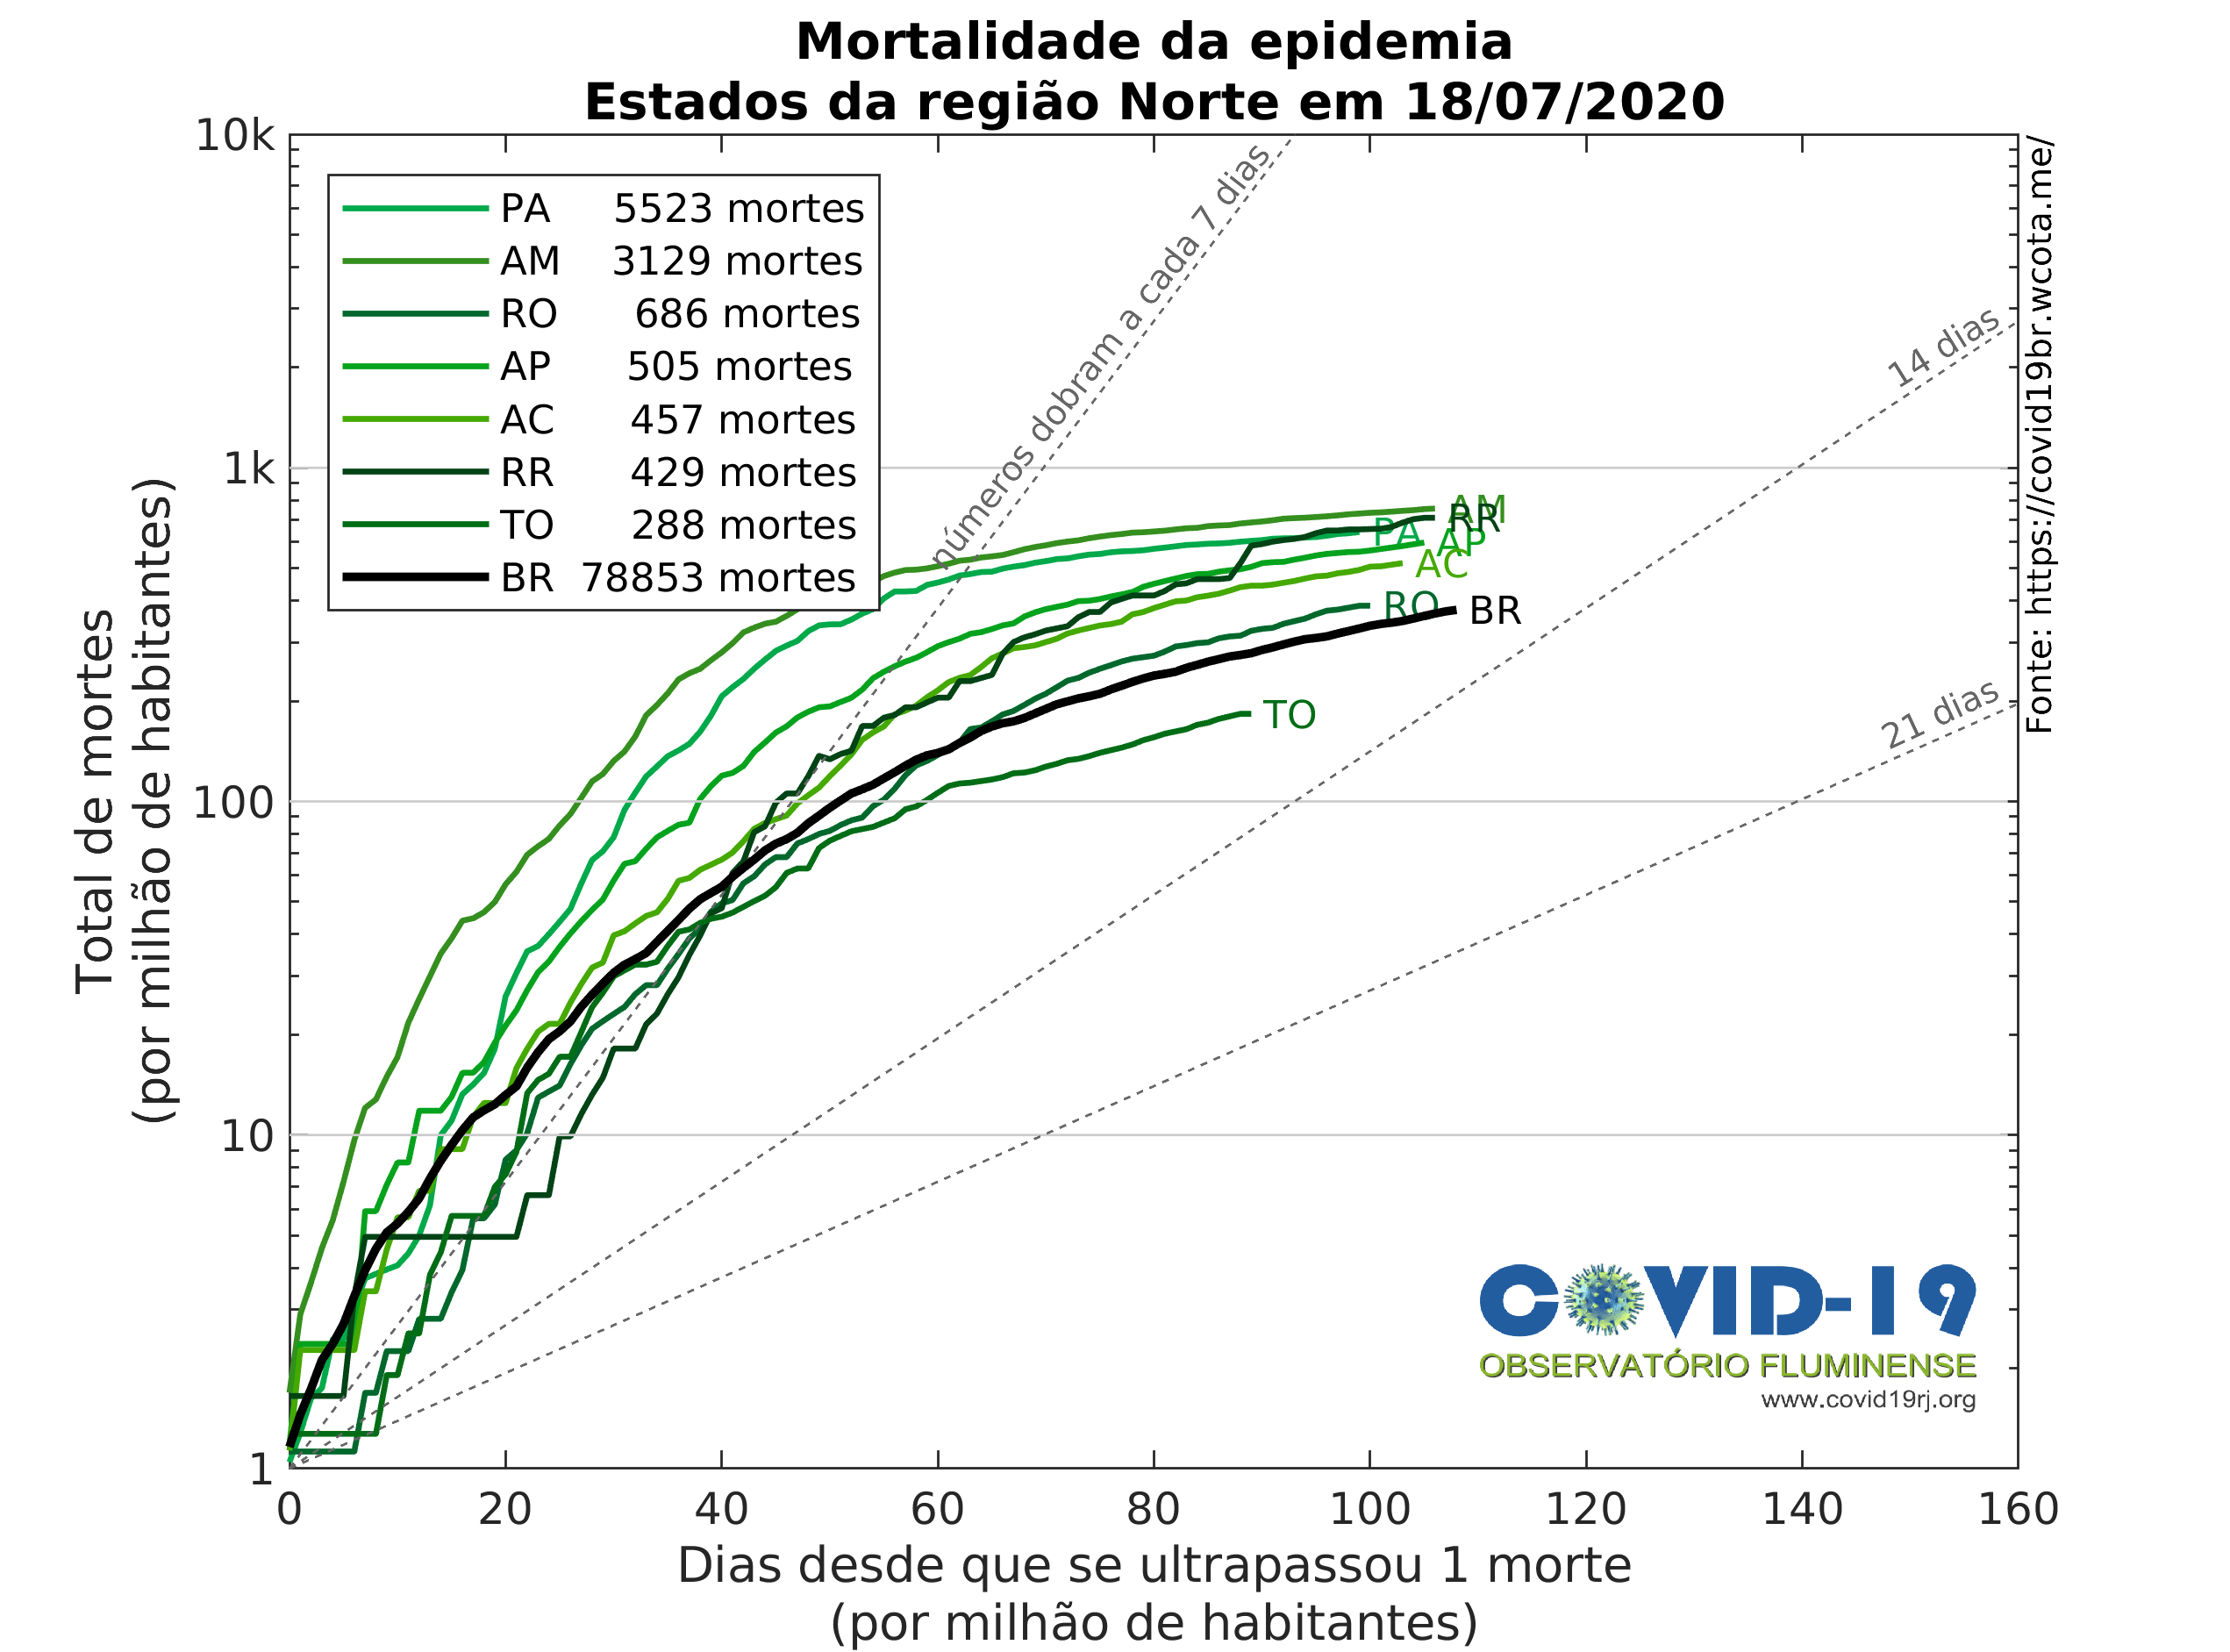 Mortalidade da epidemia
Estados da região Norte em 18/07/2020
10k
1k
100
10
1
Total de mortes
(por milhão de habitantes)
PA 5523 mortes
AM 3129 mortes
RO 686 mortes
AP 505 mortes
AC 457 mortes
RR 429 mortes
TO 288 mortes
BR 78853 mortes
números dobram a cada 7 dias
14 dias
21 dias
AM
RR
PA
AP
AC
RO
BR
TO
Fonte: https://covid19br.wcota.me/
COVID-19
OBSERVATÓRIO FLUMINENSE
www.covid19rj.org
0 20 40 60 80 100 120 140 160
Dias desde que se ultrapassou 1 morte
(por milhão de habitantes)